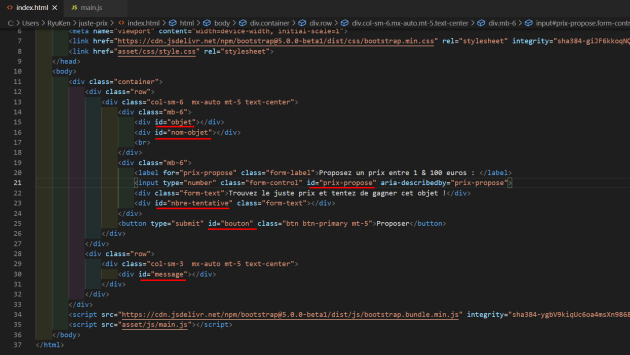 index.html × JS main.js
C: > Users > RyuKen > juste-prix > index.html > html > body > div.container > div.row > div.col-sm-6.mx-auto.mt-5.text-center > div.mb-6 > input#prix-propose.form-contr
6 <meta name="viewport" content="width=device-width, initial-scale=1">
7 <link href="https://cdn.jsdelivr.net/npm/bootstrap@5.0.0-beta1/dist/css/bootstrap.min.css" rel="stylesheet" integrity="sha384-giJF6kkoqNQ
8 <link href="asset/css/style.css" rel="stylesheet">
9 </head>
10 <body>
11 <div class="container">
12 <div class="row">
13 <div class="col-sm-6 mx-auto mt-5 text-center">
14 <div class="mb-6">
15 <div id="objet"></div>
16 <div id="nom-objet"></div>
17 <br>
18 </div>
19 <div class="mb-6">
20 <label for="prix-propose" class="form-label">Proposez un prix entre 1 & 100 euros : </label>
21 <input type="number" class="form-control" id="prix-propose" aria-describedby="prix-propose">
22 <div class="form-text">Trouvez le juste prix et tentez de gagner cet objet !</div>
23 <div id="nbre-tentative" class="form-text"></div>
24 </div>
25 <button type="submit" id="bouton" class="btn btn-primary mt-5">Proposer</button>
26 </div>
27 </div>
28 <div class="row">
29 <div class="col-sm-3 mx-auto mt-5 text-center">
30 <div id="message"></div>
31 </div>
32 </div>
33 </div>
34 <script src="https://cdn.jsdelivr.net/npm/bootstrap@5.0.0-beta1/dist/js/bootstrap.bundle.min.js" integrity="sha384-ygbV9kiqUc6oa4msXn9868
35 <script src="asset/js/main.js"></script>
36 </body>
37 </html>